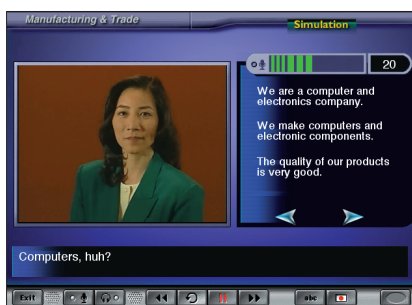 Manufacturing & Trade
Simulation
20
We are a computer and
electronics company.
We make computers and
electronic components.
The quality of our products
is very good.
Computers, huh?
Exit
abc